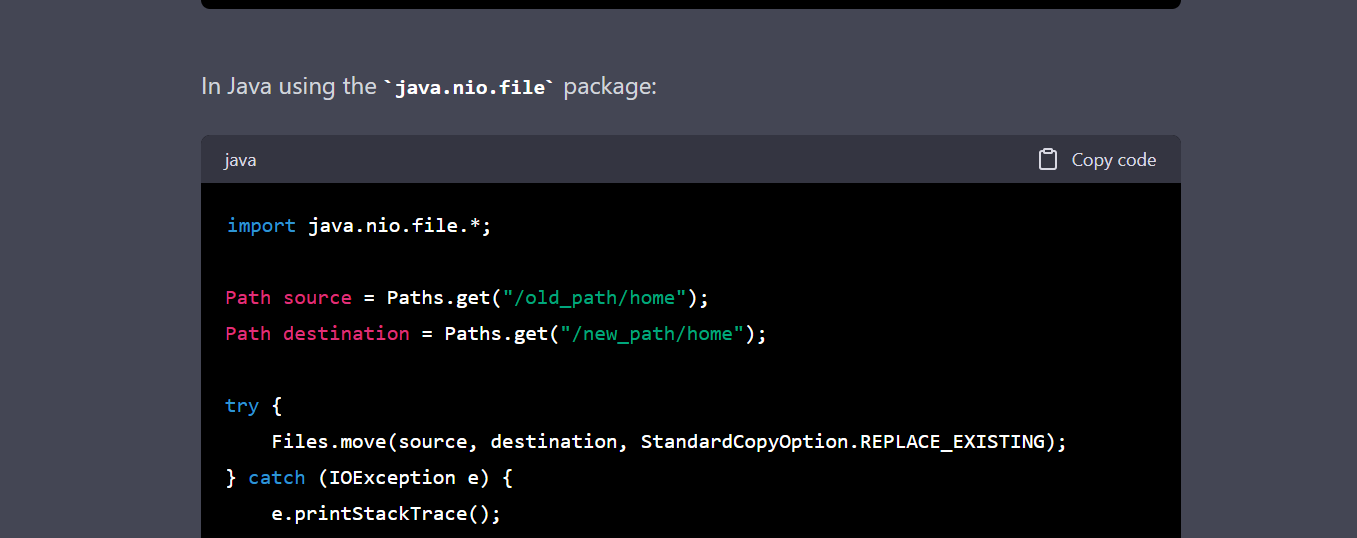 In Java using the `java.nio.file` package:
java
Copy code
import java.nio.file.*;
Path source = Paths.get("/old_path/home");
Path destination = Paths.get("/new_path/home");
try {
    Files.move(source, destination, StandardCopyOption.REPLACE_EXISTING);
} catch (IOException e) {
    e.printStackTrace();